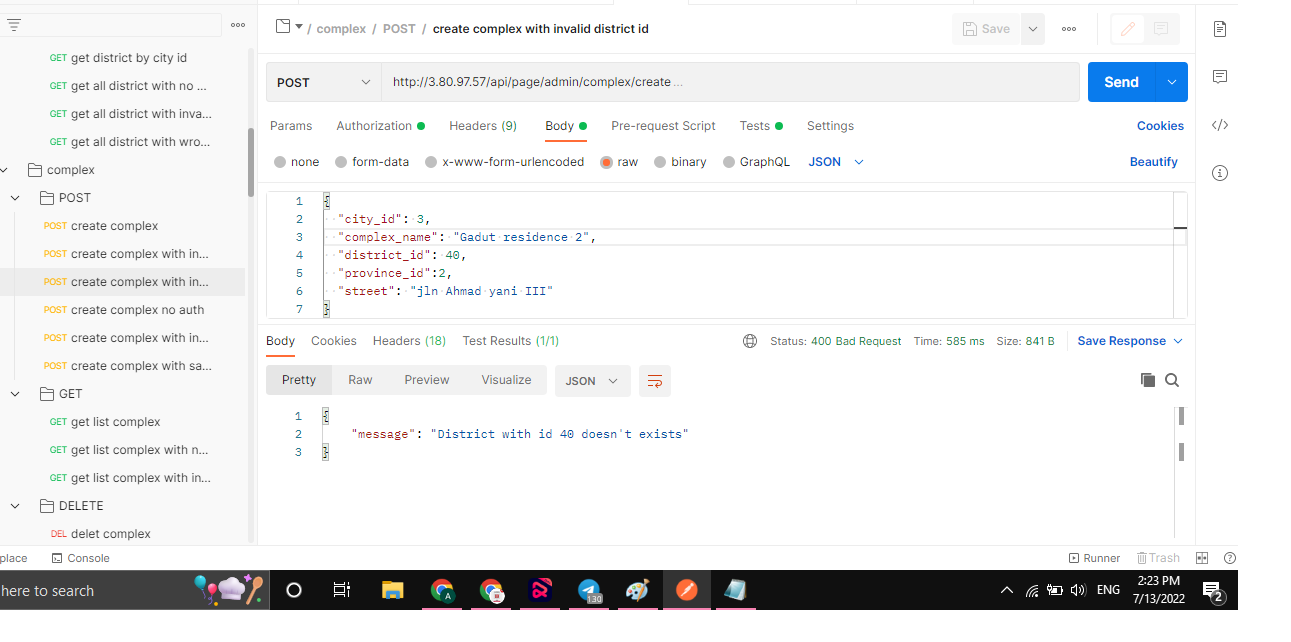 / complex / POST / create complex with invalid district id
Save
GET get district by city id
GET get all district with no ...
GET get all district with inva...
GET get all district with wro...
complex
POST
POST create complex
POST create complex with in...
POST create complex with in...
POST create complex no auth
POST create complex with in...
POST create complex with sa...
GET
GET get list complex
GET get list complex with n...
GET get list complex with in...
DELETE
DEL delet complex
POST http://3.80.97.57/api/page/admin/complex/create ... Send
Params Authorization Headers (9) Body Pre-request Script Tests Settings Cookies
none form-data x-www-form-urlencoded raw binary GraphQL JSON Beautify
1 {
2 "city_id": 3,
3 "complex_name": "Gadut residence 2",
4 "district_id": 40,
5 "province_id":2,
6 "street": "jln Ahmad yani III"
7 }
Body Cookies Headers (18) Test Results (1/1) Status: 400 Bad Request Time: 585 ms Size: 841 B Save Response
Pretty Raw Preview Visualize JSON
1 {
2 "message": "District with id 40 doesn't exists"
3 }
place Console Runner Trash
here to search
A
130
ENG
2:23 PM
7/13/2022
2